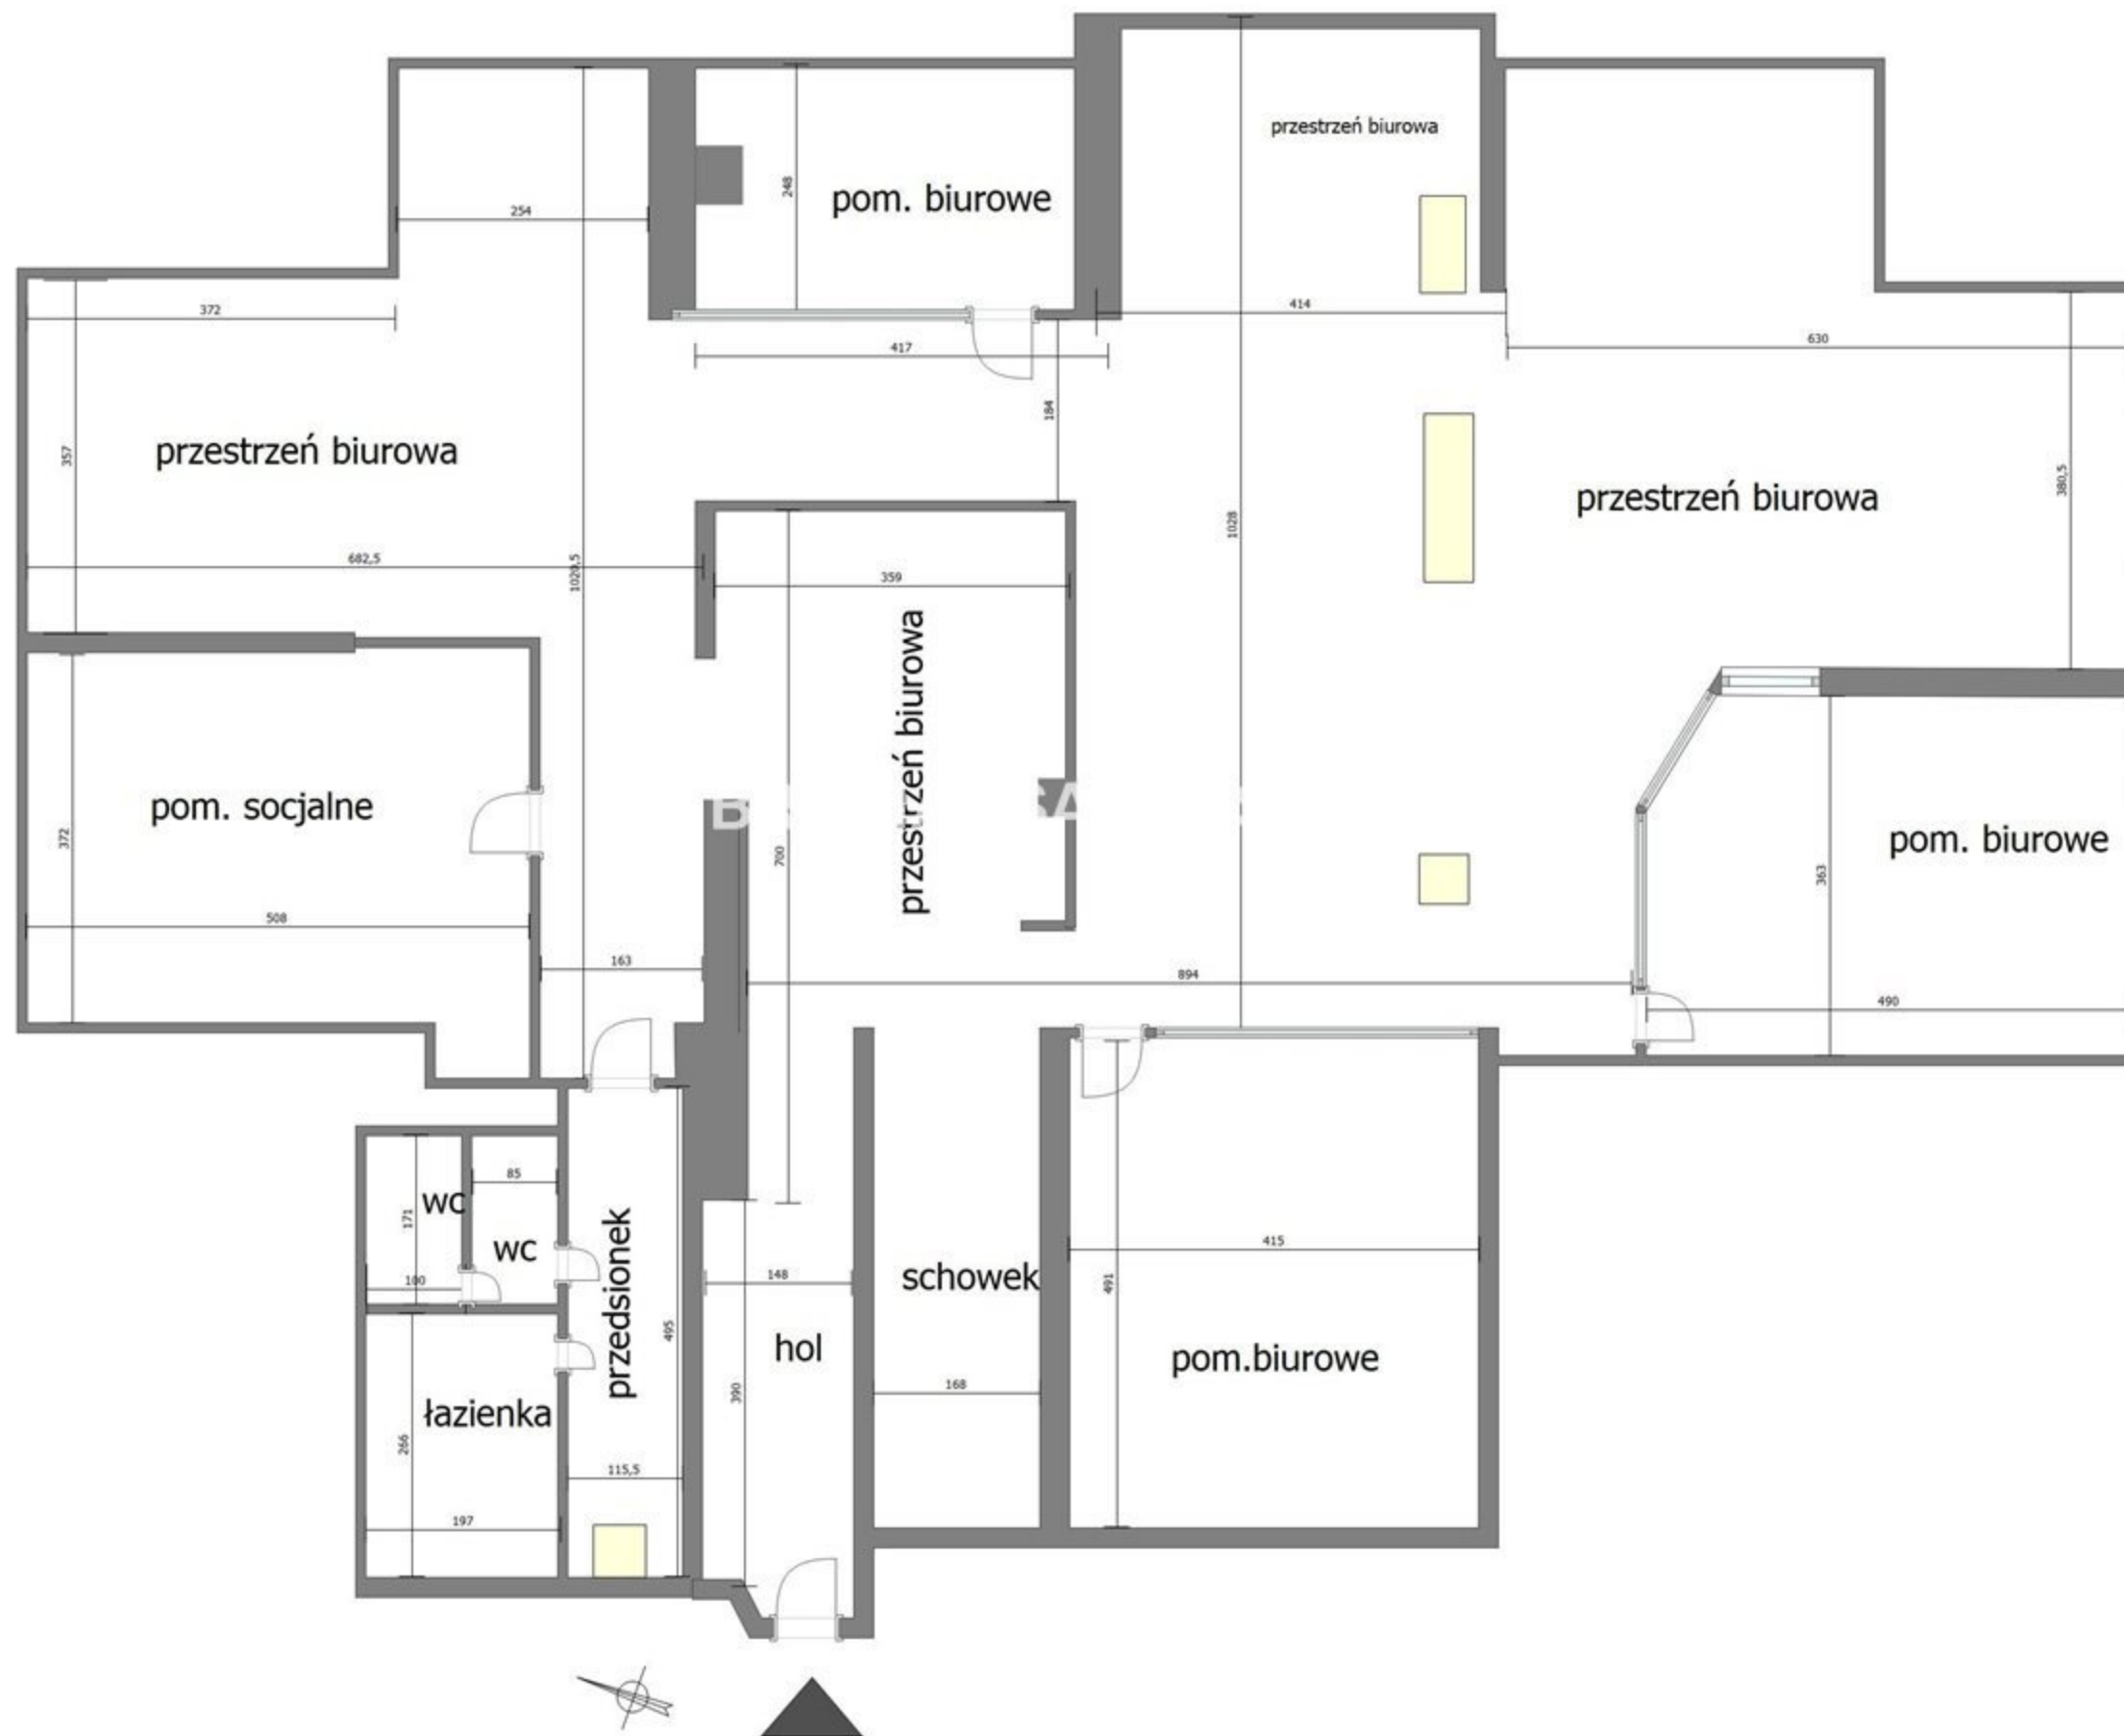 przestrzeń biurowa
248
pom. biurowe
254
372
414
417
630
184
357
przestrzeń biurowa
380,5
przestrzeń biurowa
1028
682,5
1020,5
359
przestrzeń biurowa
pom. socjalne
372
700
pom. biurowe
363
508
163
894
490
85
wc
171
wc
100
przedsionek
495
415
148
schowek
491
hol
pom.biurowe
390
168
łazienka
266
115,5
197